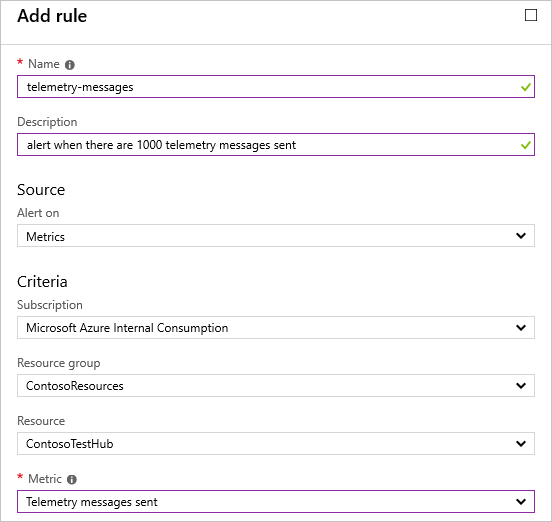 Add rule
* Name
telemetry-messages
Description
alert when there are 1000 telemetry messages sent
Source
Alert on
Metrics
Criteria
Subscription
Microsoft Azure Internal Consumption
Resource group
ContosoResources
Resource
ContosoTestHub
* Metric
Telemetry messages sent